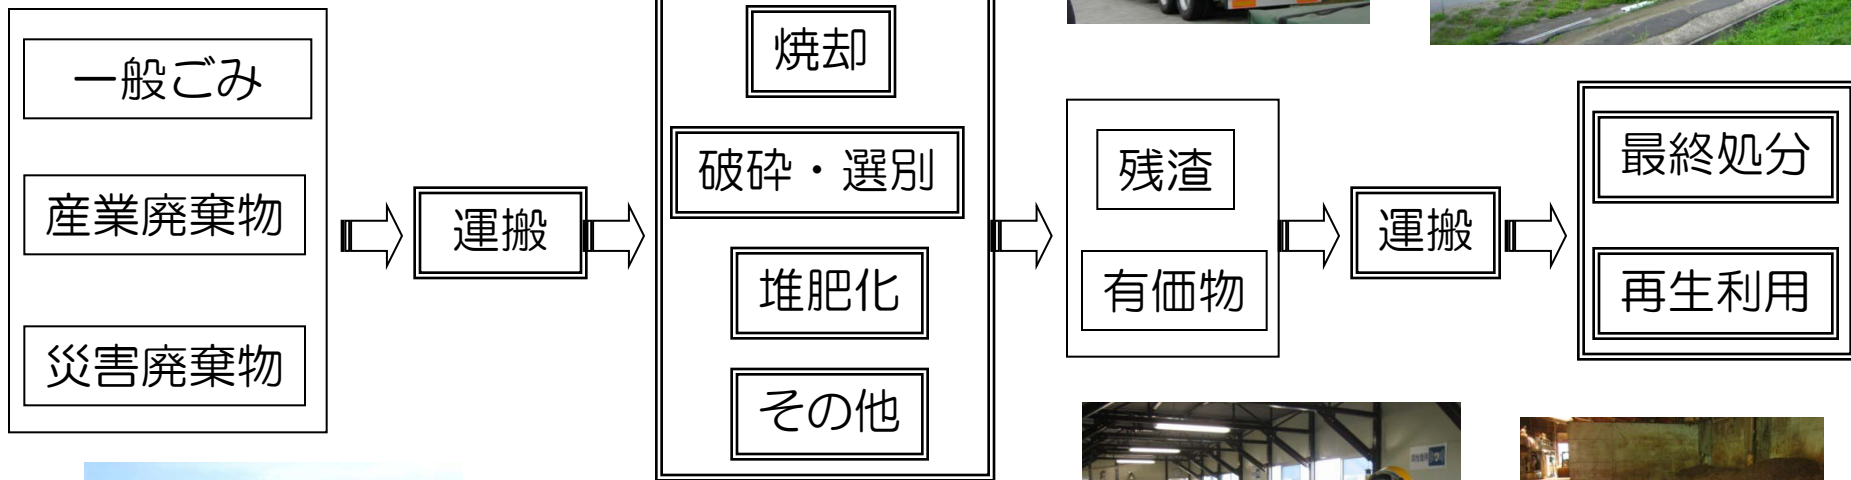 一般ごみ
産業廃棄物
災害廃棄物
運搬
焼却
破砕・選別
堆肥化
その他
残渣
有価物
運搬
最終処分
再生利用